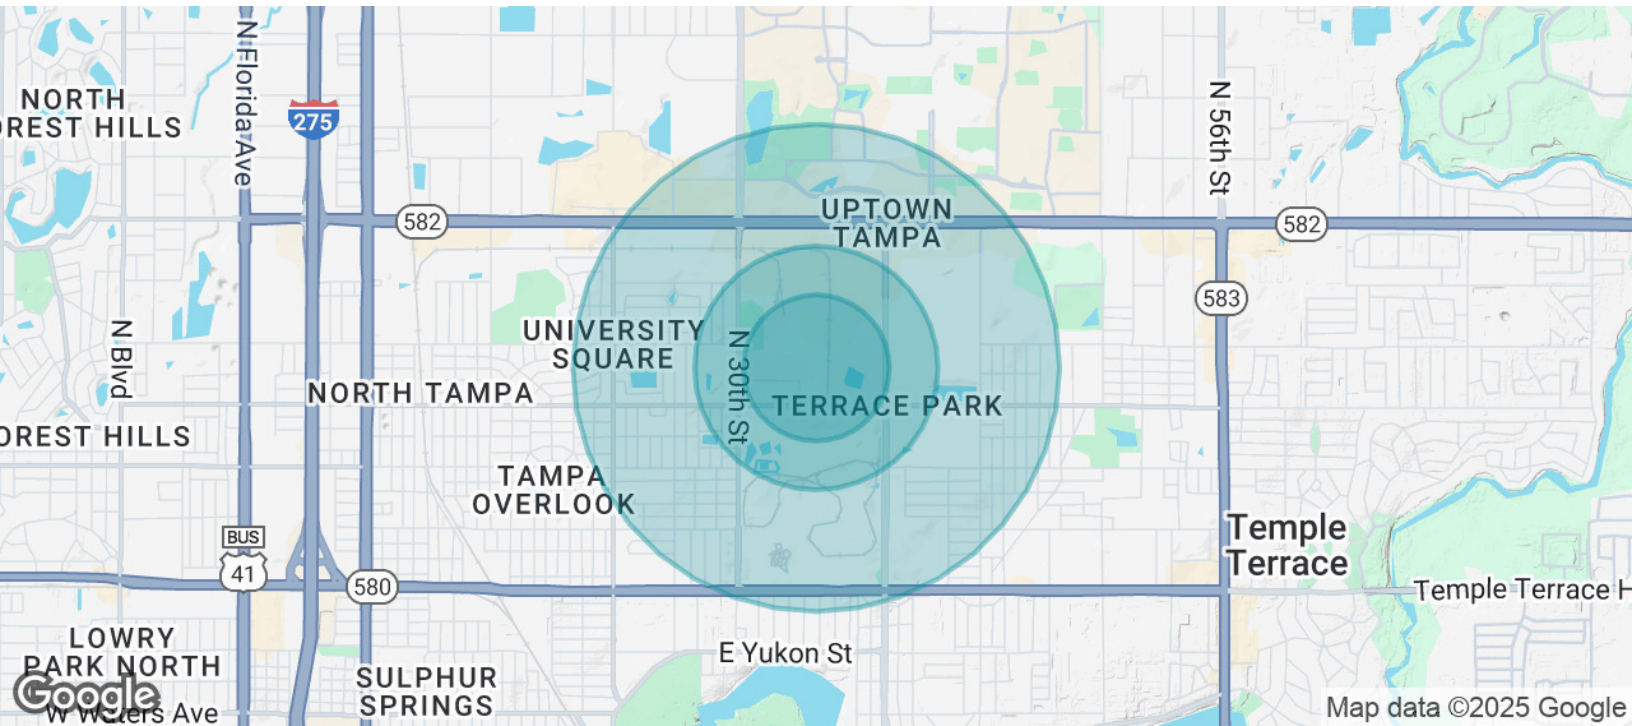 N Florida Ave
275
NORTH
OREST HILLS
N 56th St
582
UPTOWN
TAMPA
582
583
N Blvd
UNIVERSITY
SQUARE
N 30th St
NORTH TAMPA
TERRACE PARK
OREST HILLS
TAMPA
OVERLOOK
BUS
41
580
Temple
Terrace
Temple Terrace H
LOWRY
PARK NORTH
E Yukon St
SULPHUR
SPRINGS
Google
W Waters Ave
Map data ©2025 Google